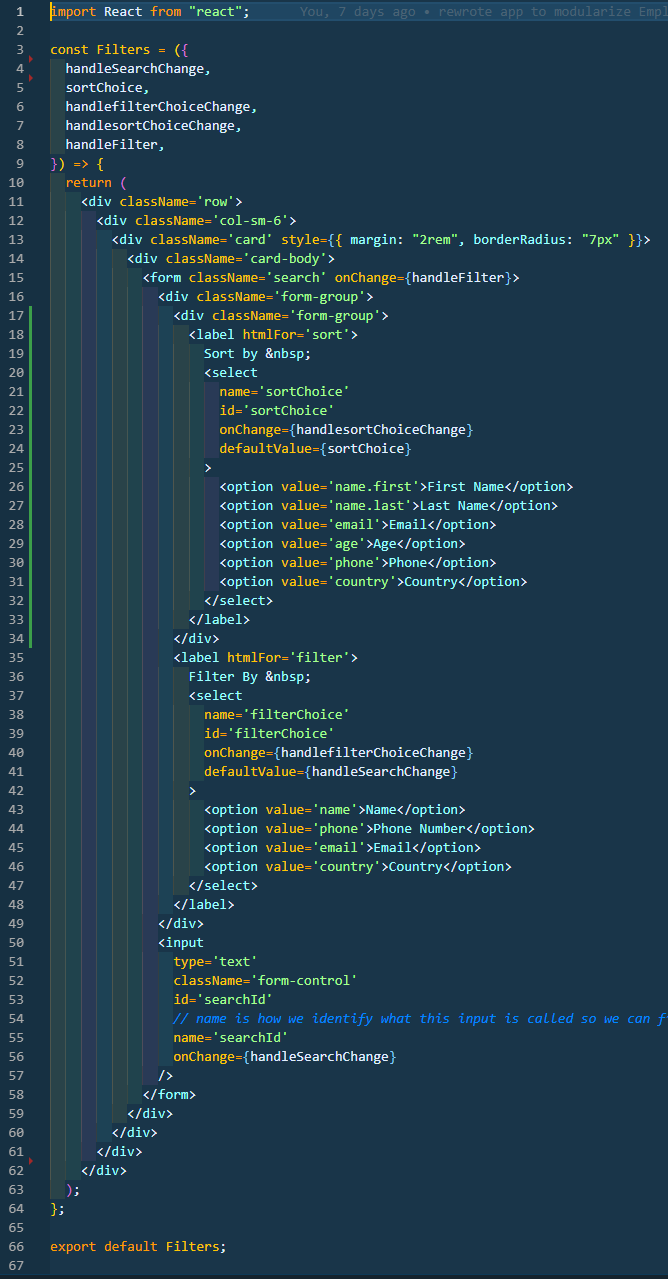 1 import React from "react"; You, 7 days ago • rewrote app to modularize
2
3 const Filters = ({
4   handleSearchChange,
5   sortChoice,
6   handlefilterChoiceChange,
7   handlesortChoiceChange,
8   handleFilter,
9 }) => {
10   return (
11     <div className='row'>
12       <div className='col-sm-6'>
13         <div className='card' style={{ margin: "2rem", borderRadius: "7px" }}>
14           <div className='card-body'>
15             <form className='search' onChange={handleFilter}>
16               <div className='form-group'>
17                 <div className='form-group'>
18                   <label htmlFor='sort'>
19                     Sort by &nbsp;
20                     <select
21                       name='sortChoice'
22                       id='sortChoice'
23                       onChange={handlesortChoiceChange}
24                       defaultValue={sortChoice}
25                     >
26                       <option value='name.first'>First Name</option>
27                       <option value='name.last'>Last Name</option>
28                       <option value='email'>Email</option>
29                       <option value='age'>Age</option>
30                       <option value='phone'>Phone</option>
31                       <option value='country'>Country</option>
32                     </select>
33                   </label>
34                 </div>
35                 <label htmlFor='filter'>
36                   Filter By &nbsp;
37                   <select
38                     name='filterChoice'
39                     id='filterChoice'
40                     onChange={handlefilterChoiceChange}
41                     defaultValue={handleSearchChange}
42                   >
43                     <option value='name'>Name</option>
44                     <option value='phone'>Phone Number</option>
45                     <option value='email'>Email</option>
46                     <option value='country'>Country</option>
47                   </select>
48                 </label>
49               </div>
50               <input
51                 type='text'
52                 className='form-control'
53                 id='searchId'
54                 // name is how we identify what this input is called so we can
55                 name='searchId'
56                 onChange={handleSearchChange}
57               />
58             </form>
59           </div>
60         </div>
61       </div>
62     </div>
63   );
64 };
65
66 export default Filters;
67